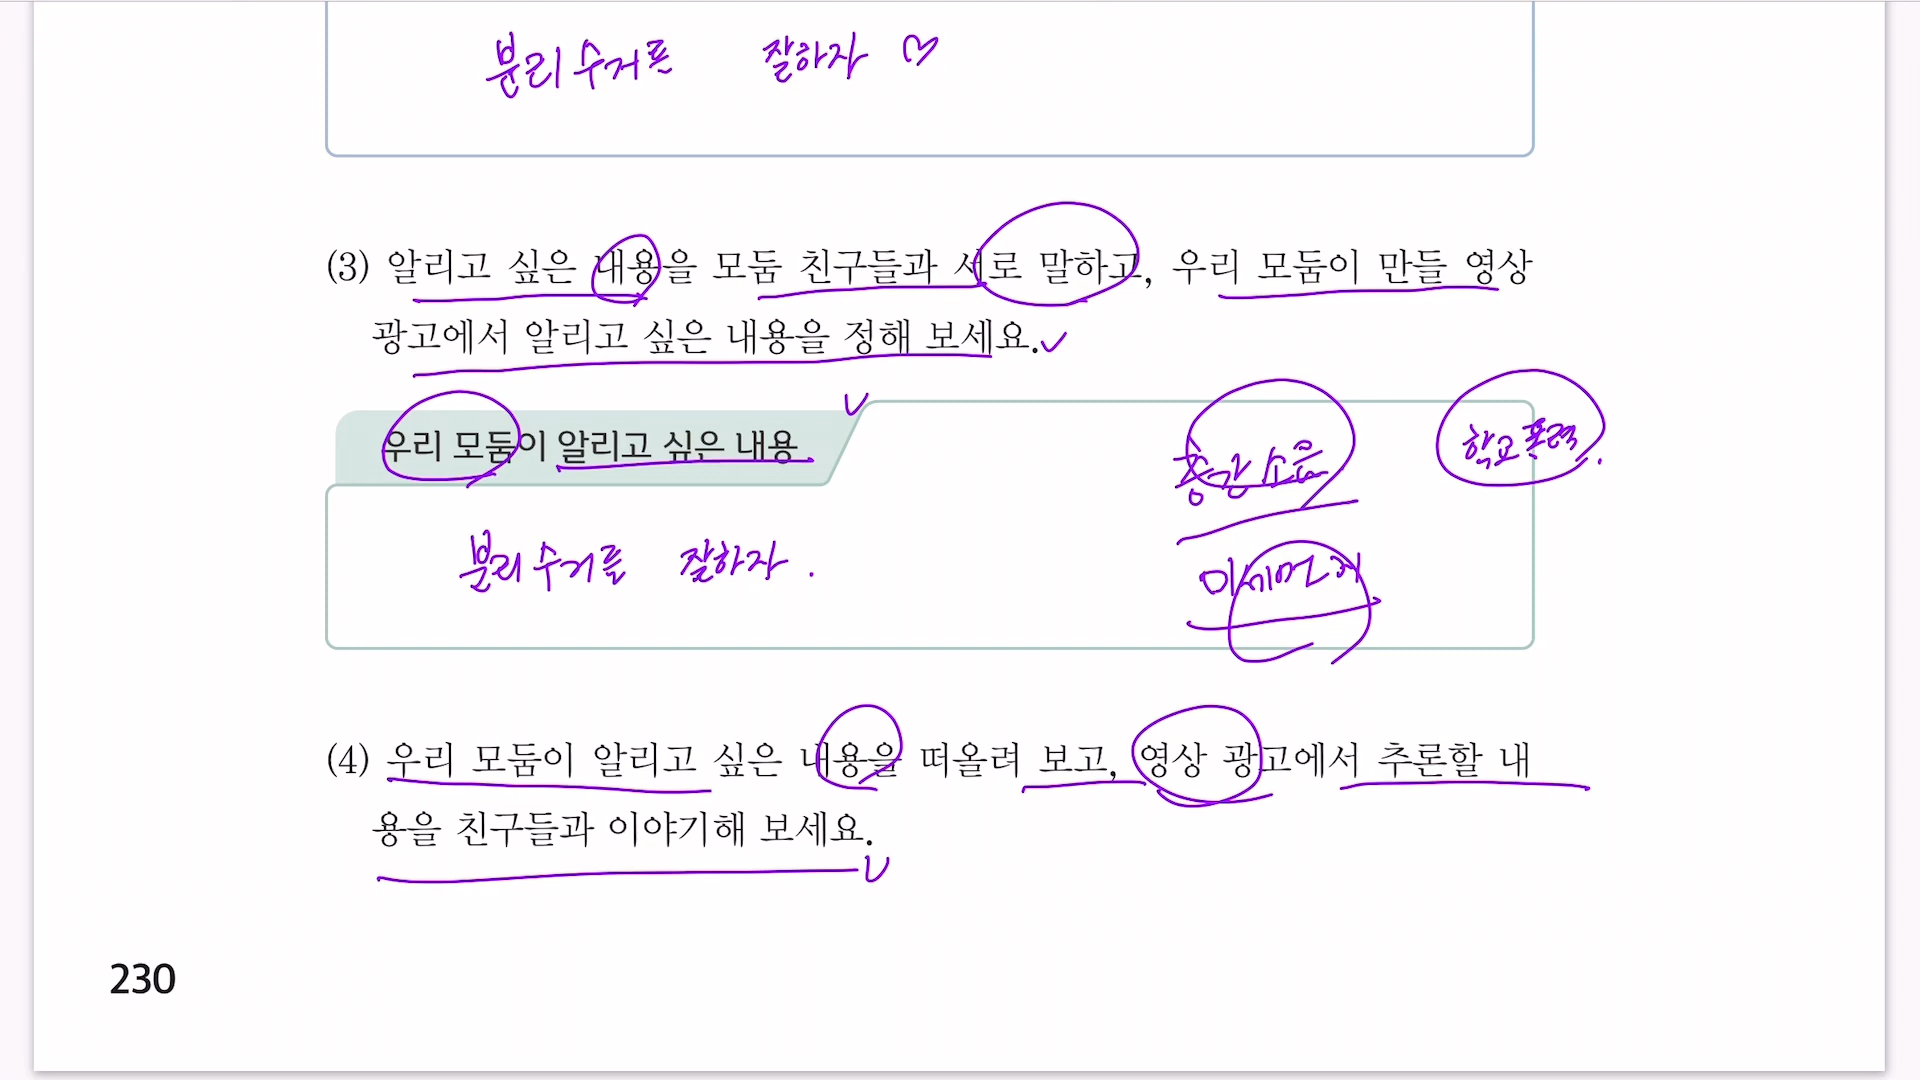 분리수거를 잘하자 ♡
(3) 알리고 싶은 내용을 모둠 친구들과 서로 말하고, 우리 모둠이 만들 영상
광고에서 알리고 싶은 내용을 정해 보세요.
우리 모둠이 알리고 싶은 내용
층간소음
학교폭력.
분리수거를 잘하자.
미세먼지
(4) 우리 모둠이 알리고 싶은 내용을 떠올려 보고, 영상 광고에서 추론할 내
용을 친구들과 이야기해 보세요.
230